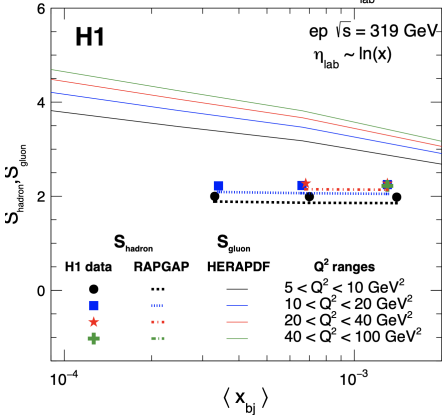 lab
H1
ep √s = 319 GeV
η_lab ~ ln(x)
6
4
2
0
S_hadron, S_gluon
S_hadron S_gluon
H1 data RAPGAP HERAPDF Q² ranges
5 < Q² < 10 GeV²
10 < Q² < 20 GeV²
20 < Q² < 40 GeV²
40 < Q² < 100 GeV²
10⁻⁴ 10⁻³
⟨ x_bj ⟩